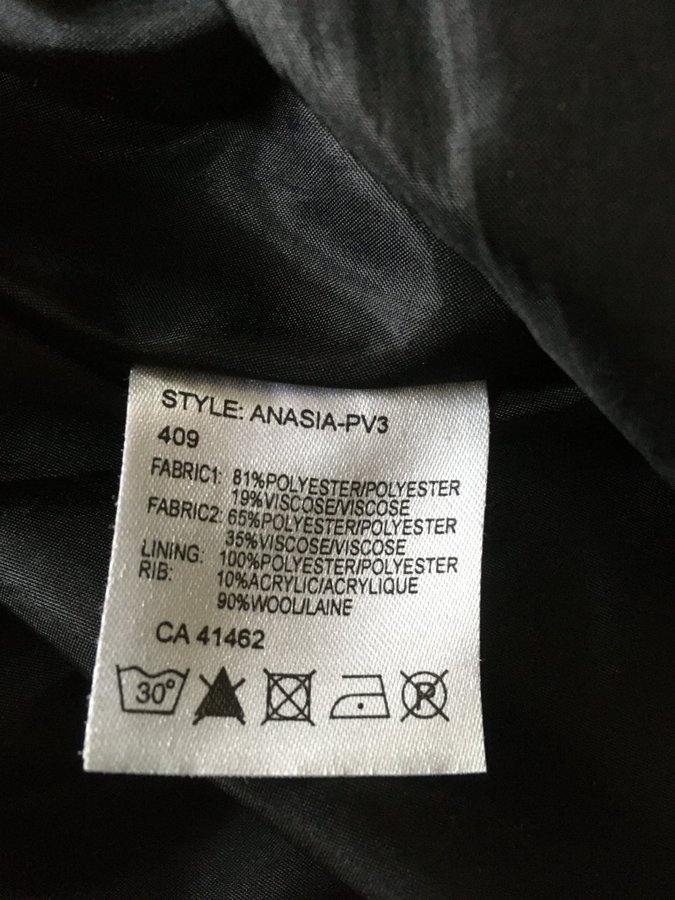 STYLE: ANASIA-PV3
409
FABRIC1: 81%POLYESTER/POLYESTER
19%VISCOSE/VISCOSE
FABRIC2: 65%POLYESTER/POLYESTER
35%VISCOSE/VISCOSE
LINING: 100%POLYESTER/POLYESTER
RIB: 10%ACRYLIC/ACRYLIQUE
90%WOOL/LAINE
CA 41462
30° P